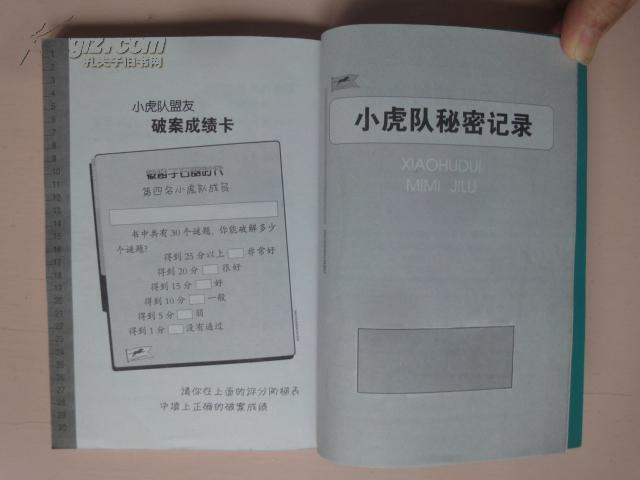 孔夫子旧书网
小虎队盟友
破案成绩卡
第四名小虎队成员
书中共有30个谜题，你能破解多少
个谜题？
得到25分以上 非常好
得到20分 很好
得到15分 好
得到10分 一般
得到5分 弱
得到1分 没有通过
请你在上面的评分阶梯表
中填上正确的破案成绩
小虎队秘密记录
XIAOHUDUI
MIMI JILU